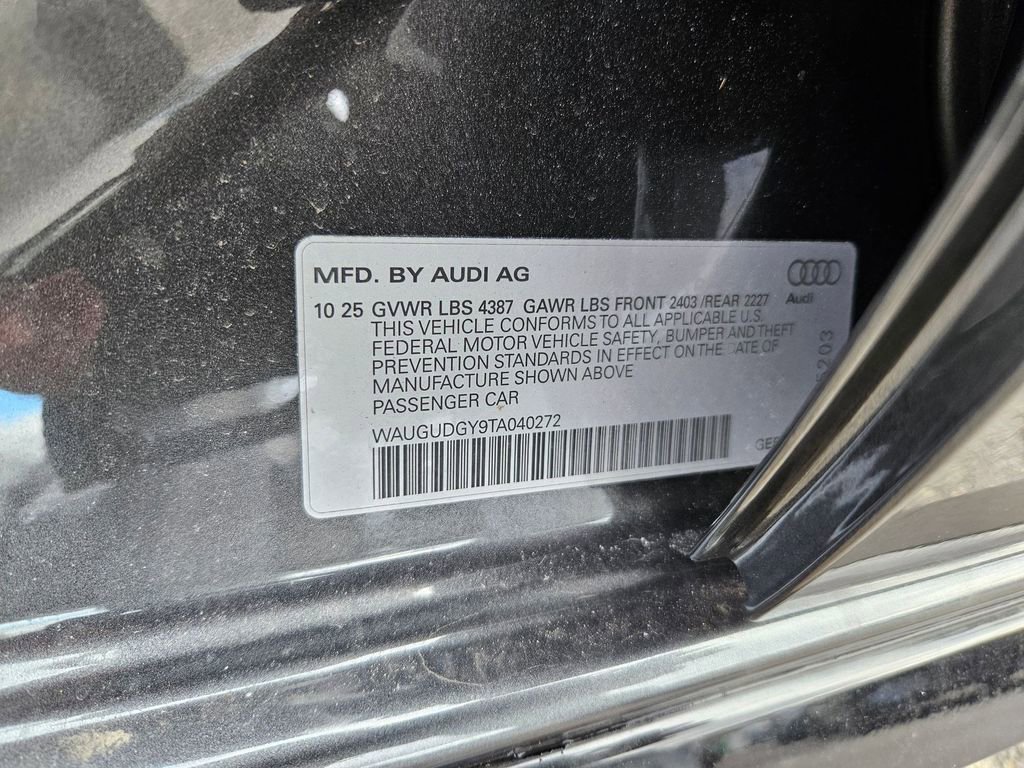 MFD. BY AUDI AG
Audi
10 25 GVWR LBS 4387 GAWR LBS FRONT 2403 /REAR 2227
THIS VEHICLE CONFORMS TO ALL APPLICABLE U.S.
FEDERAL MOTOR VEHICLE SAFETY, BUMPER AND THEFT
PREVENTION STANDARDS IN EFFECT ON THE DATE OF
MANUFACTURE SHOWN ABOVE
PASSENGER CAR
WAUGUDGY9TA040272